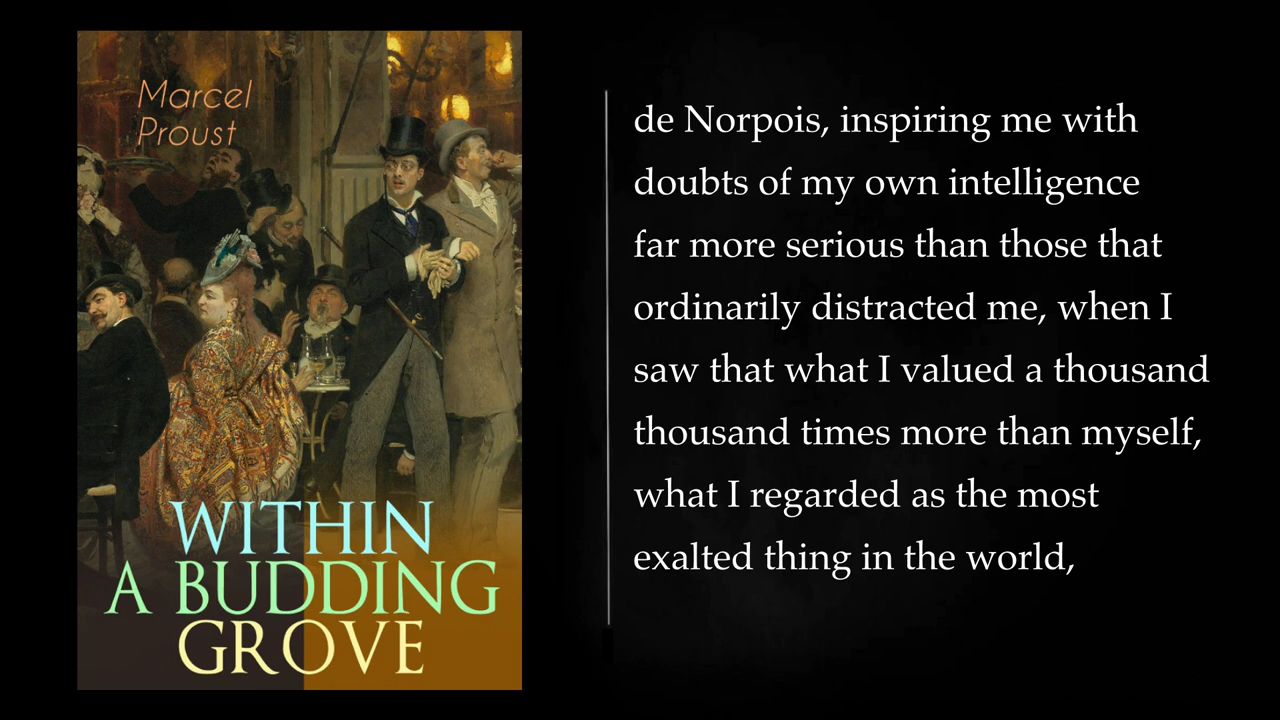 Marcel
Proust
WITHIN
A BUDDING
GROVE
de Norpois, inspiring me with
doubts of my own intelligence
far more serious than those that
ordinarily distracted me, when I
saw that what I valued a thousand
thousand times more than myself,
what I regarded as the most
exalted thing in the world,